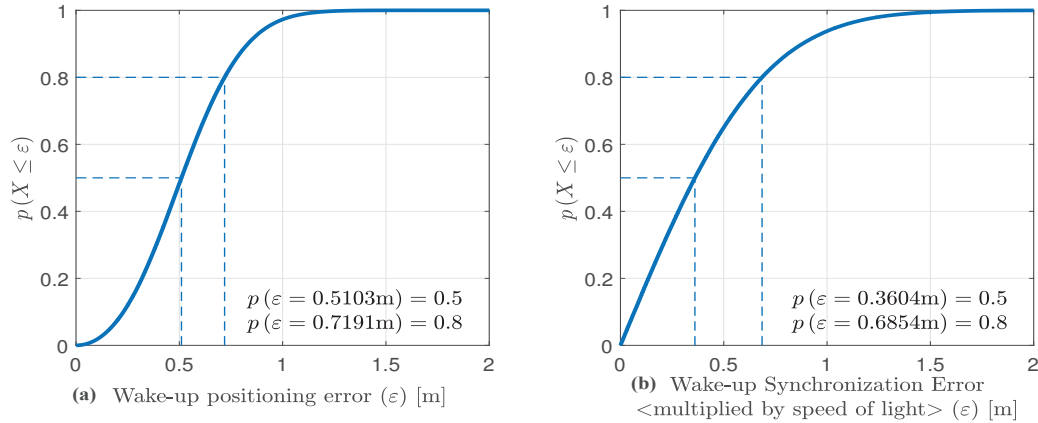 1
0.8
0.6
0.4
0.2
0
p (X ≤ ε)
p (ε = 0.5103m) = 0.5
p (ε = 0.7191m) = 0.8
0 0.5 1 1.5 2
(a) Wake-up positioning error (ε) [m]
1
0.8
0.6
0.4
0.2
0
p (X ≤ ε)
p (ε = 0.3604m) = 0.5
p (ε = 0.6854m) = 0.8
0 0.5 1 1.5 2
(b) Wake-up Synchronization Error
<multiplied by speed of light> (ε) [m]